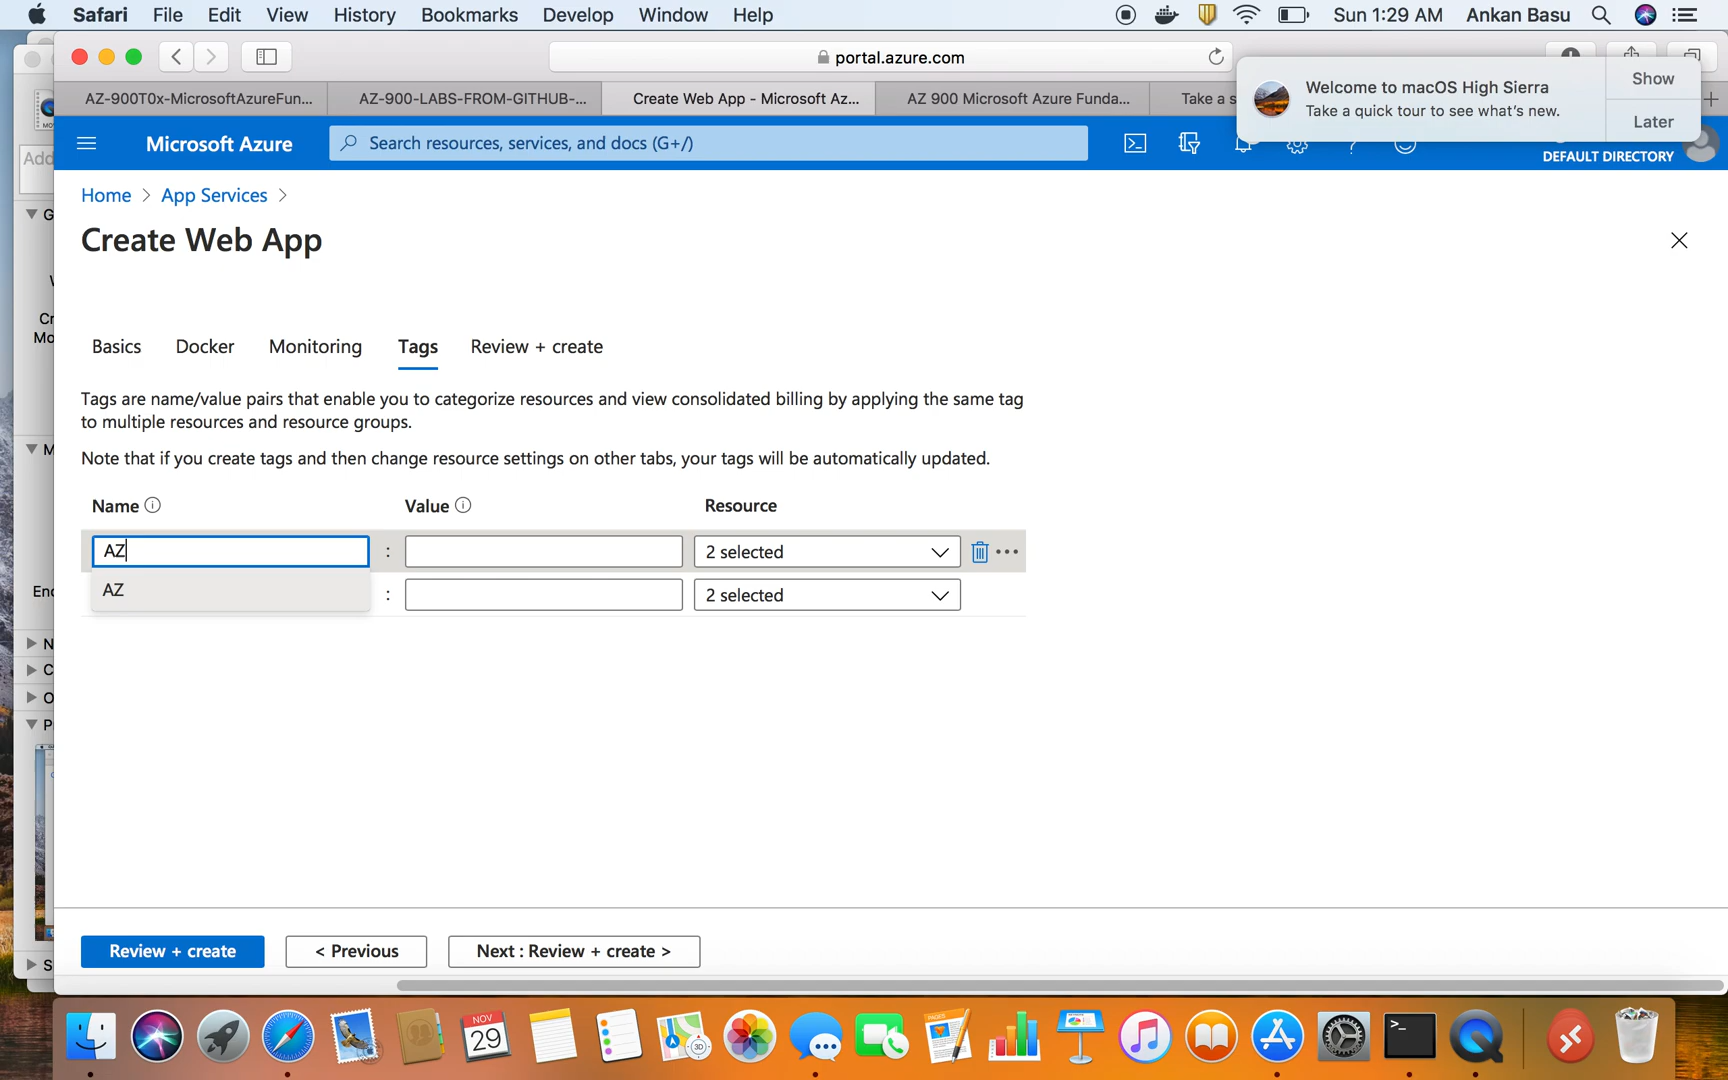 Safari File Edit View History Bookmarks Develop Window Help Sun 1:29 AM Ankan Basu
portal.azure.com
AZ-900T0x-MicrosoftAzureFun...
AZ-900-LABS-FROM-GITHUB-...
Create Web App - Microsoft Az...
AZ 900 Microsoft Azure Funda...
Take a s
Welcome to macOS High Sierra
Take a quick tour to see what's new.
Show
Later
Add
Microsoft Azure
Search resources, services, and docs (G+/)
DEFAULT DIRECTORY
Home > App Services >
Create Web App
Cr
Mo
Enc
Basics Docker Monitoring Tags Review + create
Tags are name/value pairs that enable you to categorize resources and view consolidated billing by applying the same tag
to multiple resources and resource groups.
Note that if you create tags and then change resource settings on other tabs, your tags will be automatically updated.
Name Value Resource
AZ : 2 selected
AZ : 2 selected
Review + create < Previous Next : Review + create >
NOV
29
3D
PAGES